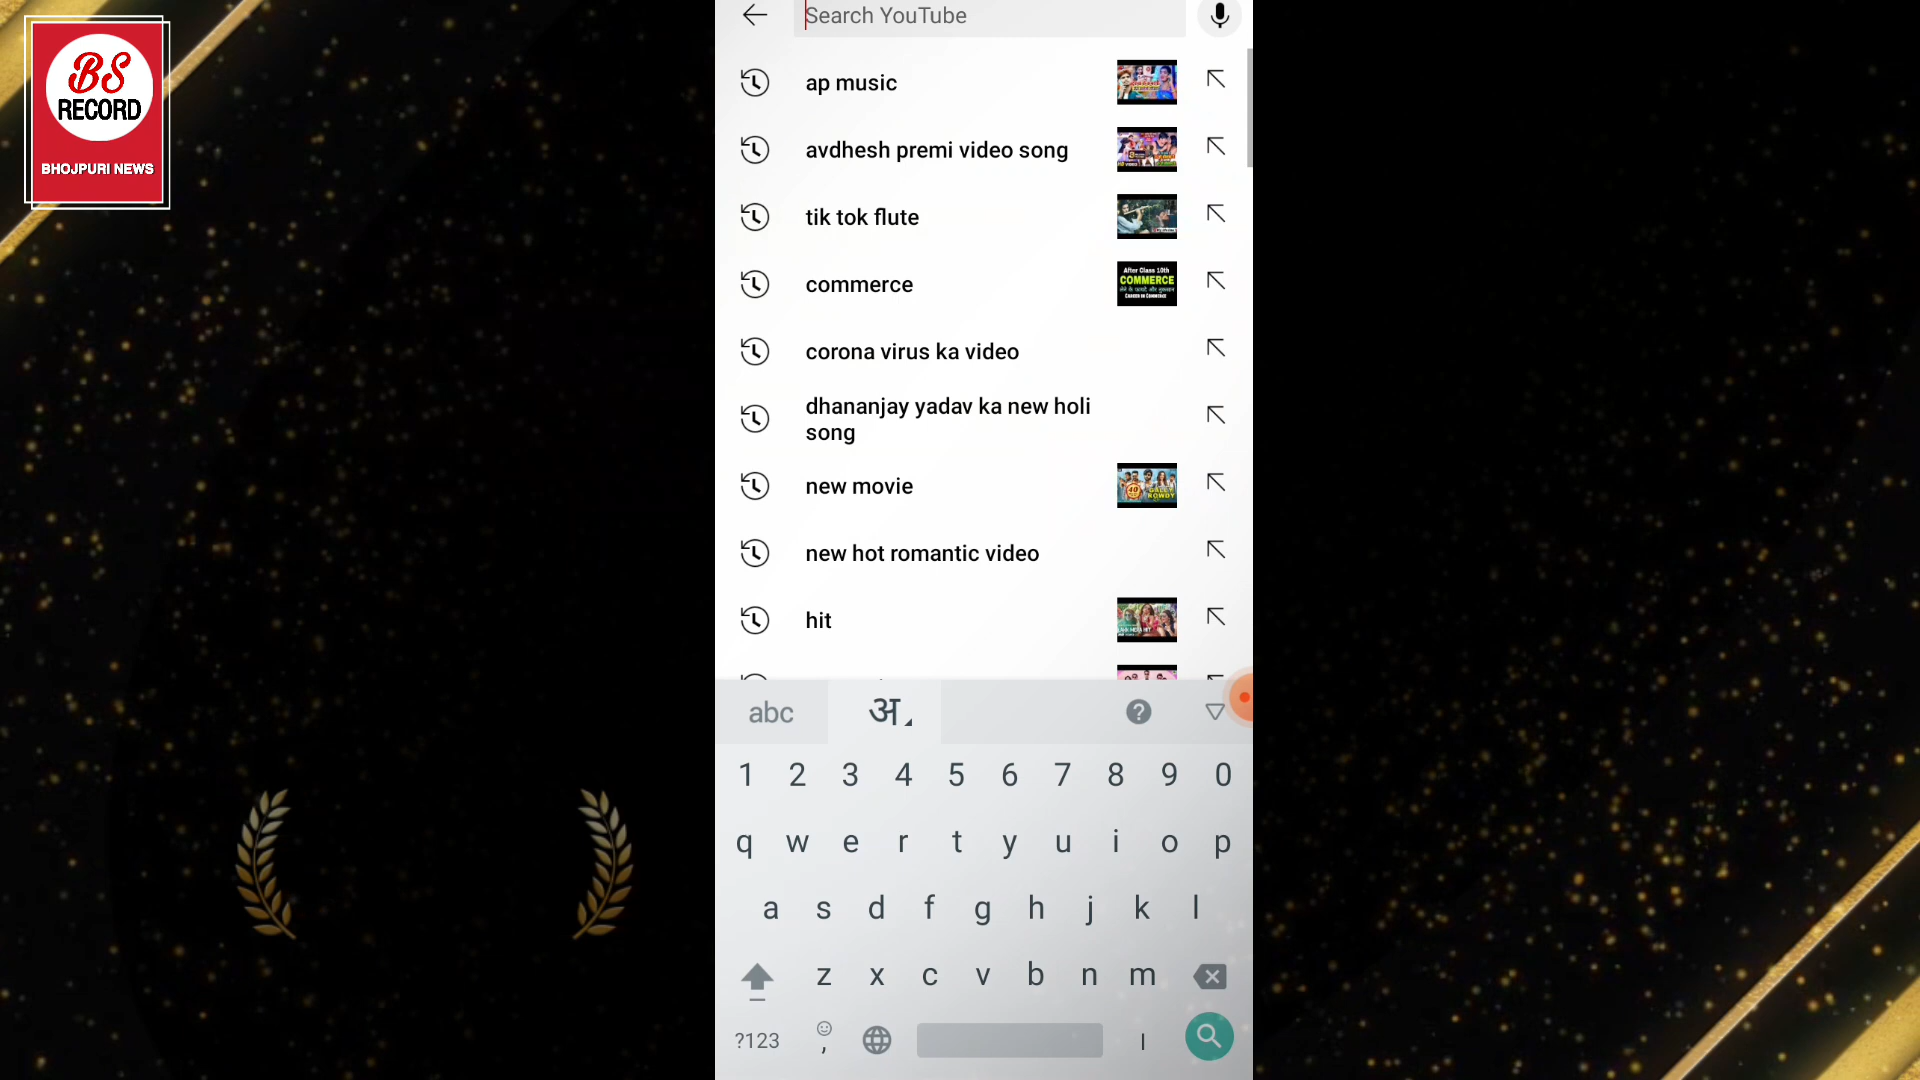 BS
RECORD
BHOJPURI NEWS
Search YouTube
ap music
avdhesh premi video song
tik tok flute
After Class 10th
COMMERCE
commerce
corona virus ka video
dhananjay yadav ka new holi
song
new movie
new hot romantic video
hit
abc
अ
?
1 2 3 4 5 6 7 8 9 0
q w e r t y u i o p
a s d f g h j k l
z x c v b n m
?123 , |